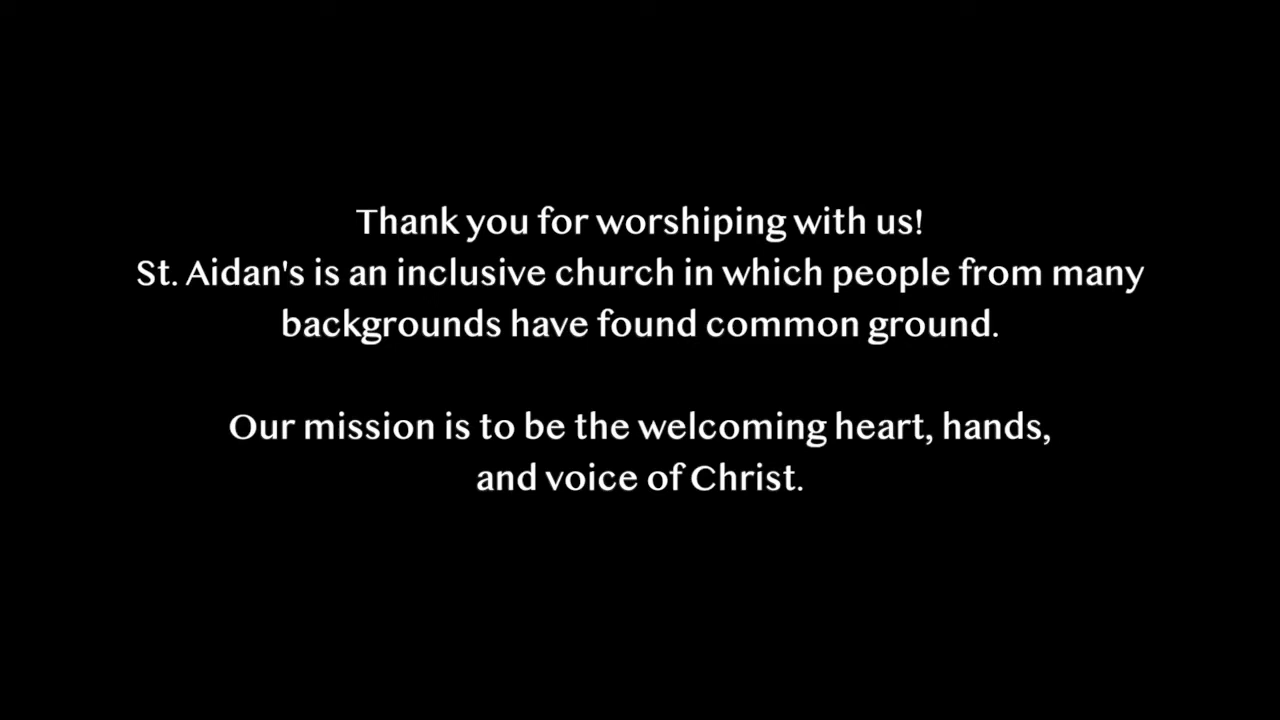 Thank you for worshiping with us!
St. Aidan's is an inclusive church in which people from many
backgrounds have found common ground.
Our mission is to be the welcoming heart, hands,
and voice of Christ.